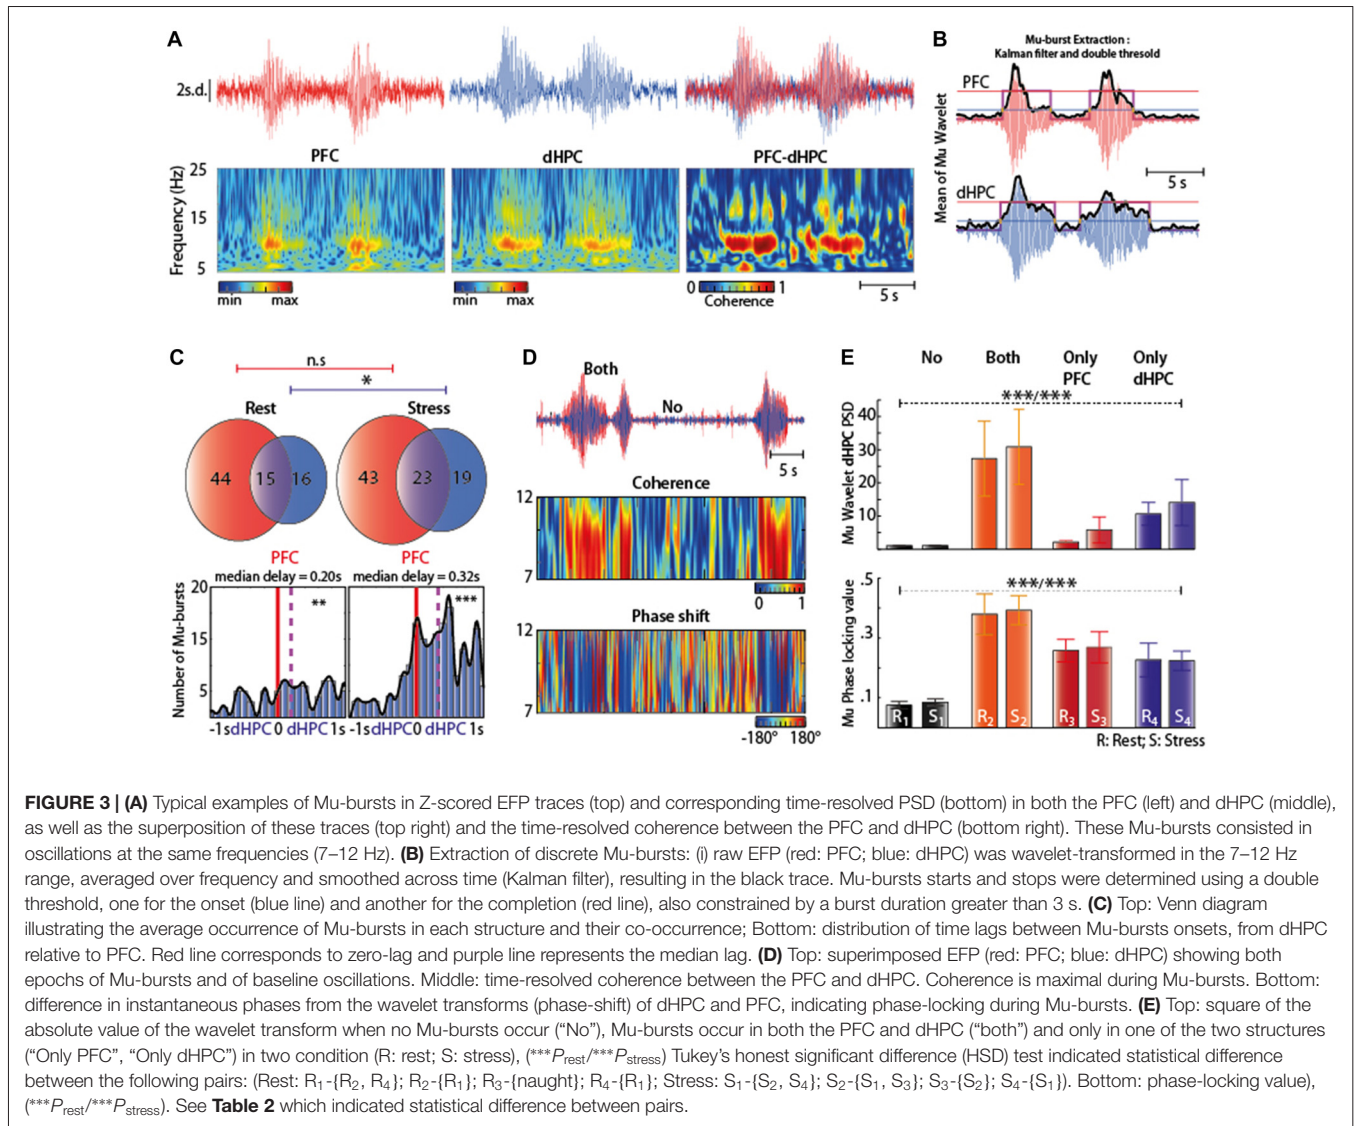 A
2s.d.
PFC
dHPC
PFC-dHPC
Frequency (Hz)
25
15
5
min max
min max
0 1
Coherence
5 s
B
Mu-burst Extraction :
Kalman filter and double thresold
Mean of Mu Wavelet
PFC
5 s
dHPC
C
n.s
*
Rest
Stress
44 15 16
43 23 19
PFC
PFC
median delay = 0.20s
median delay = 0.32s
Number of Mu-bursts
20
15
5
**
***
-1s dHPC 0 dHPC 1s
-1s dHPC 0 dHPC 1s
D
Both
No
5 s
Coherence
12
7
0 1
Phase shift
12
7
-180° 180°
E
No Both Only PFC Only dHPC
***/***
Mu Wavelet dHPC PSD
40
30
20
10
***/***
Mu Phase locking value
.5
.3
.1
R1 S1 R2 S2 R3 S3 R4 S4
R: Rest; S: Stress
FIGURE 3 | (A) Typical examples of Mu-bursts in Z-scored EFP traces (top) and corresponding time-resolved PSD (bottom) in both the PFC (left) and dHPC (middle),
as well as the superposition of these traces (top right) and the time-resolved coherence between the PFC and dHPC (bottom right). These Mu-bursts consisted in
oscillations at the same frequencies (7–12 Hz). (B) Extraction of discrete Mu-bursts: (i) raw EFP (red: PFC; blue: dHPC) was wavelet-transformed in the 7–12 Hz
range, averaged over frequency and smoothed across time (Kalman filter), resulting in the black trace. Mu-bursts starts and stops were determined using a double
threshold, one for the onset (blue line) and another for the completion (red line), also constrained by a burst duration greater than 3 s. (C) Top: Venn diagram
illustrating the average occurrence of Mu-bursts in each structure and their co-occurrence; Bottom: distribution of time lags between Mu-bursts onsets, from dHPC
relative to PFC. Red line corresponds to zero-lag and purple line represents the median lag. (D) Top: superimposed EFP (red: PFC; blue: dHPC) showing both
epochs of Mu-bursts and of baseline oscillations. Middle: time-resolved coherence between the PFC and dHPC. Coherence is maximal during Mu-bursts. Bottom:
difference in instantaneous phases from the wavelet transforms (phase-shift) of dHPC and PFC, indicating phase-locking during Mu-bursts. (E) Top: square of the
absolute value of the wavelet transform when no Mu-bursts occur (“No”), Mu-bursts occur in both the PFC and dHPC (“both”) and only in one of the two structures
(“Only PFC”, “Only dHPC”) in two condition (R: rest; S: stress), (***Prest/***Pstress) Tukey’s honest significant difference (HSD) test indicated statistical difference
between the following pairs: (Rest: R1-{R2, R4}; R2-{R1}; R3-{naught}; R4-{R1}; Stress: S1-{S2, S4}; S2-{S1, S3}; S3-{S2}; S4-{S1}). Bottom: phase-locking value),
(***Prest/***Pstress). See Table 2 which indicated statistical difference between pairs.